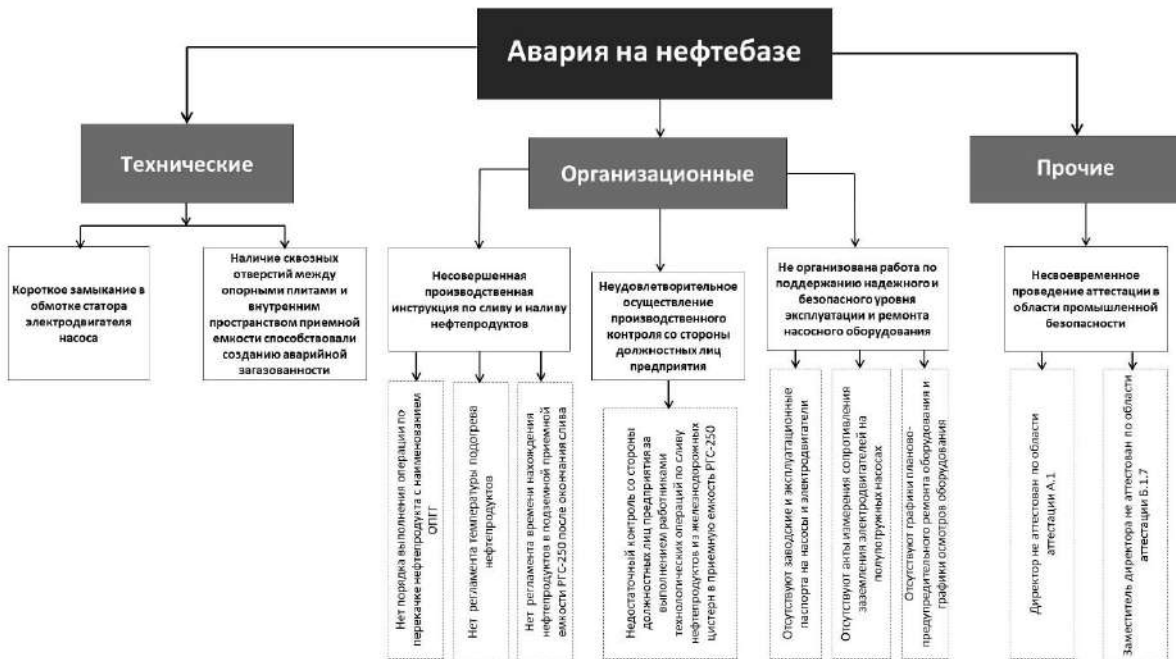 Авария на нефтебазе
Технические
Организационные
Прочие
Короткое замыкание в
обмотке статора
электродвигателя
насоса
Наличие сквозных
отверстий между
опорными плитами и
внутренним
пространством приемной
емкости способствовали
созданию аварийной
загазованности
Несовершенная
производственная
инструкция по сливу и наливу
нефтепродуктов
Неудовлетворительное
осуществление
производственного
контроля со стороны
должностных лиц
предприятия
Не организована работа по
поддержанию надежного и
безопасного уровня
эксплуатации и ремонта
насосного оборудования
Несвоевременное
проведение аттестации в
области промышленной
безопасности
Нет порядка выполнения операции по
перекачке нефтепродукта с наименованием
ОПГГ
Нет регламента температуры подогрева
нефтепродуктов
Нет регламента времени нахождения
нефтепродуктов в подземной приемной
емкости РГС-250 после окончания слива
Недостаточный контроль со стороны
должностных лиц предприятия за
выполнением работниками
технологических операций по сливу
нефтепродуктов из железнодорожных
цистерн в приемную емкость РГС-250
Отсутствуют заводские и эксплуатационные
паспорта на насосы и электродвигатели
Отсутствуют акты измерения сопротивления
заземления электродвигателей на
полупогружных насосах
Отсутствуют графики планово-
предупредительного ремонта оборудования и
графики осмотров оборудования
Директор не аттестован по области
аттестации А.1
Заместитель директора не аттестован по области
аттестации Б.1.7